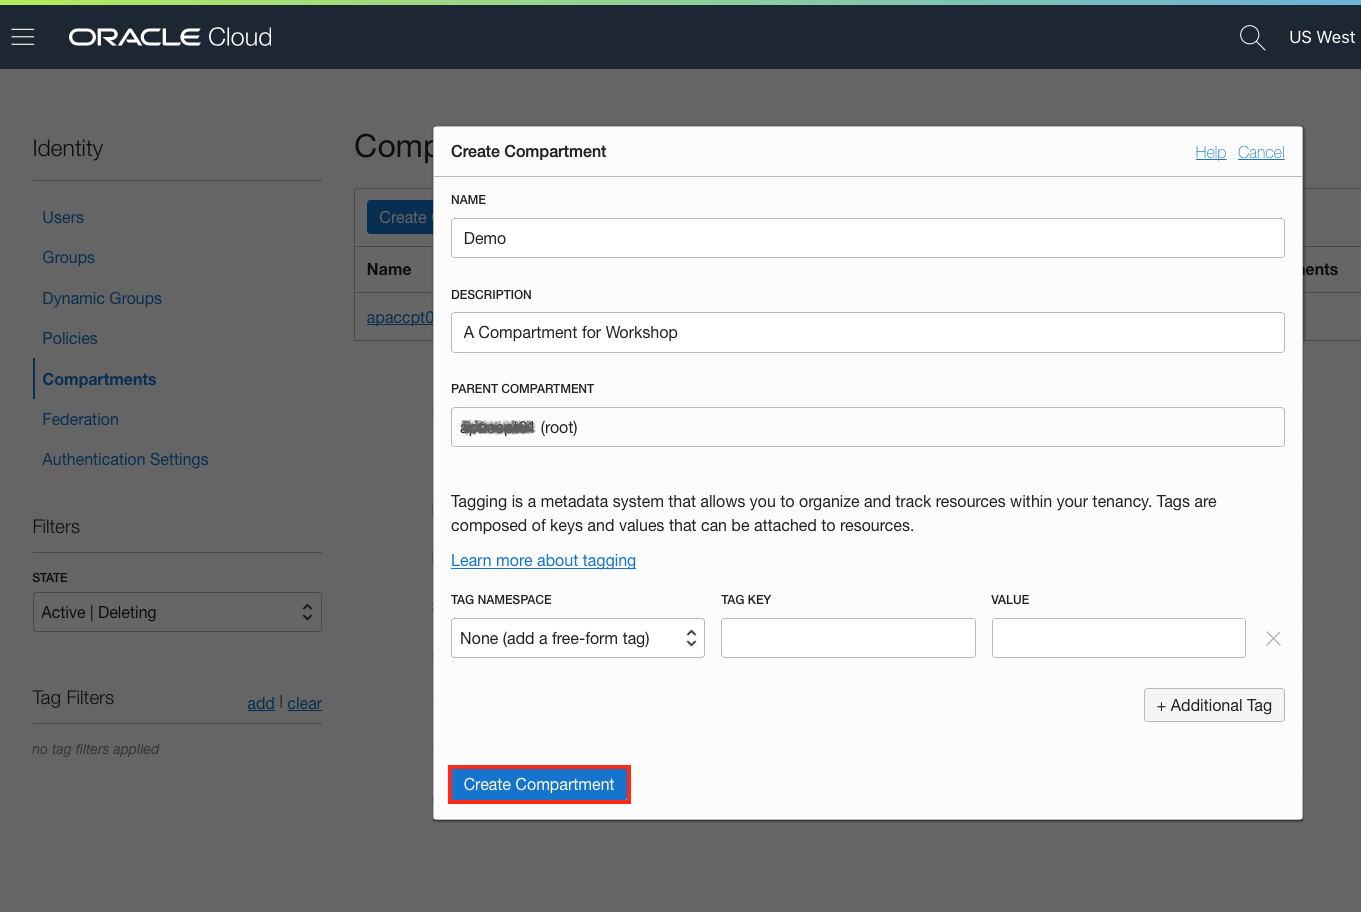 ORACLE Cloud
US West
Identity
Users
Groups
Dynamic Groups
Policies
Compartments
Federation
Authentication Settings
Filters
STATE
Active | Deleting
Tag Filters
add | clear
no tag filters applied
Comp
Create
Name
ents
apaccpt0
Create Compartment
Help Cancel
NAME
Demo
DESCRIPTION
A Compartment for Workshop
PARENT COMPARTMENT
(root)
Tagging is a metadata system that allows you to organize and track resources within your tenancy. Tags are
composed of keys and values that can be attached to resources.
Learn more about tagging
TAG NAMESPACE TAG KEY VALUE
None (add a free-form tag)
+ Additional Tag
Create Compartment